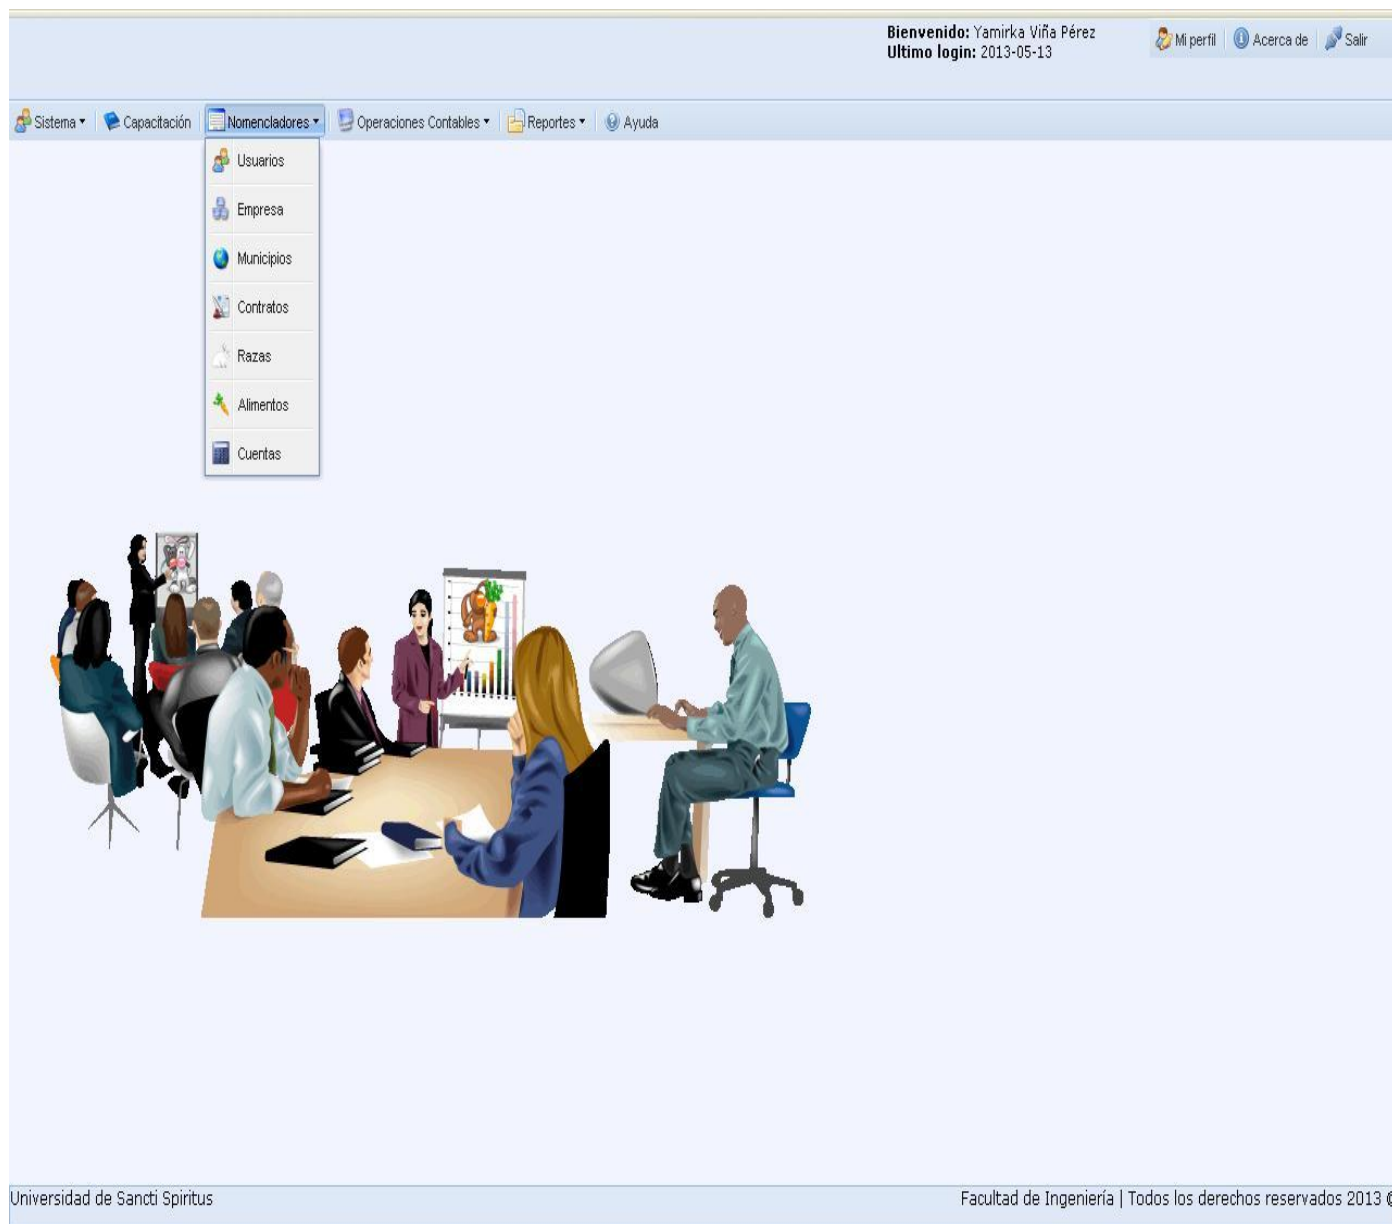 Bienvenido: Yamirka Viña Pérez
Ultimo login: 2013-05-13
Mi perfil
Acerca de
Salir
Sistema
Capacitación
Nomencladores
Operaciones Contables
Reportes
Ayuda
Usuarios
Empresa
Municipios
Contratos
Razas
Alimentos
Cuentas
Universidad de Sancti Spiritus
Facultad de Ingeniería | Todos los derechos reservados 2013 ©